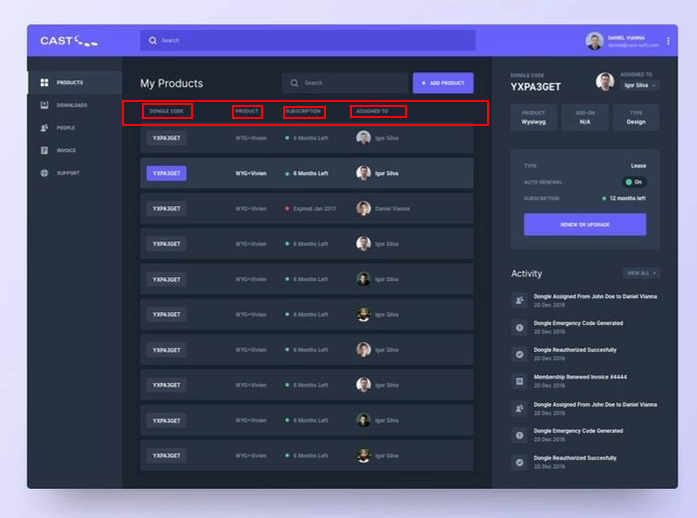 CAST
Search
DANIEL VIANNA
daniel@cast-soft.com
PRODUCTS
DOWNLOADS
PEOPLE
INVOICE
SUPPORT
My Products
Search
+ ADD PRODUCT
DONGLE CODE PRODUCT SUBSCRIPTION ASSIGNED TO
YXPA3GET WYG+Vivien 6 Months Left Igor Silva
YXPA3GET WYG+Vivien 6 Months Left Igor Silva
YXPA3GET WYG+Vivien Expired Jan 2017 Daniel Vianna
YXPA3GET WYG+Vivien 6 Months Left Igor Silva
YXPA3GET WYG+Vivien 6 Months Left Igor Silva
YXPA3GET WYG+Vivien 6 Months Left Igor Silva
YXPA3GET WYG+Vivien 6 Months Left Igor Silva
YXPA3GET WYG+Vivien 6 Months Left Igor Silva
YXPA3GET WYG+Vivien 6 Months Left Igor Silva
YXPA3GET WYG+Vivien 6 Months Left Igor Silva
DONGLE CODE
YXPA3GET
ASSIGNED TO
Igor Silva
PRODUCT
Wysiwyg
ADD-ON
N/A
TYPE
Design
TYPE Lease
AUTO-RENEWAL On
SUBSCRIPTION 12 months left
RENEW OR UPGRADE
Activity
VIEW ALL
Dongle Assigned From John Doe to Daniel Vianna
20 Dec 2016
Dongle Emergency Code Generated
20 Dec 2016
Dongle Reauthorized Succesfully
20 Dec 2016
Membership Renewed Invoice #4444
20 Dec 2016
Dongle Assigned From John Doe to Daniel Vianna
20 Dec 2016
Dongle Emergency Code Generated
20 Dec 2016
Dongle Reauthorized Succesfully
20 Dec 2016